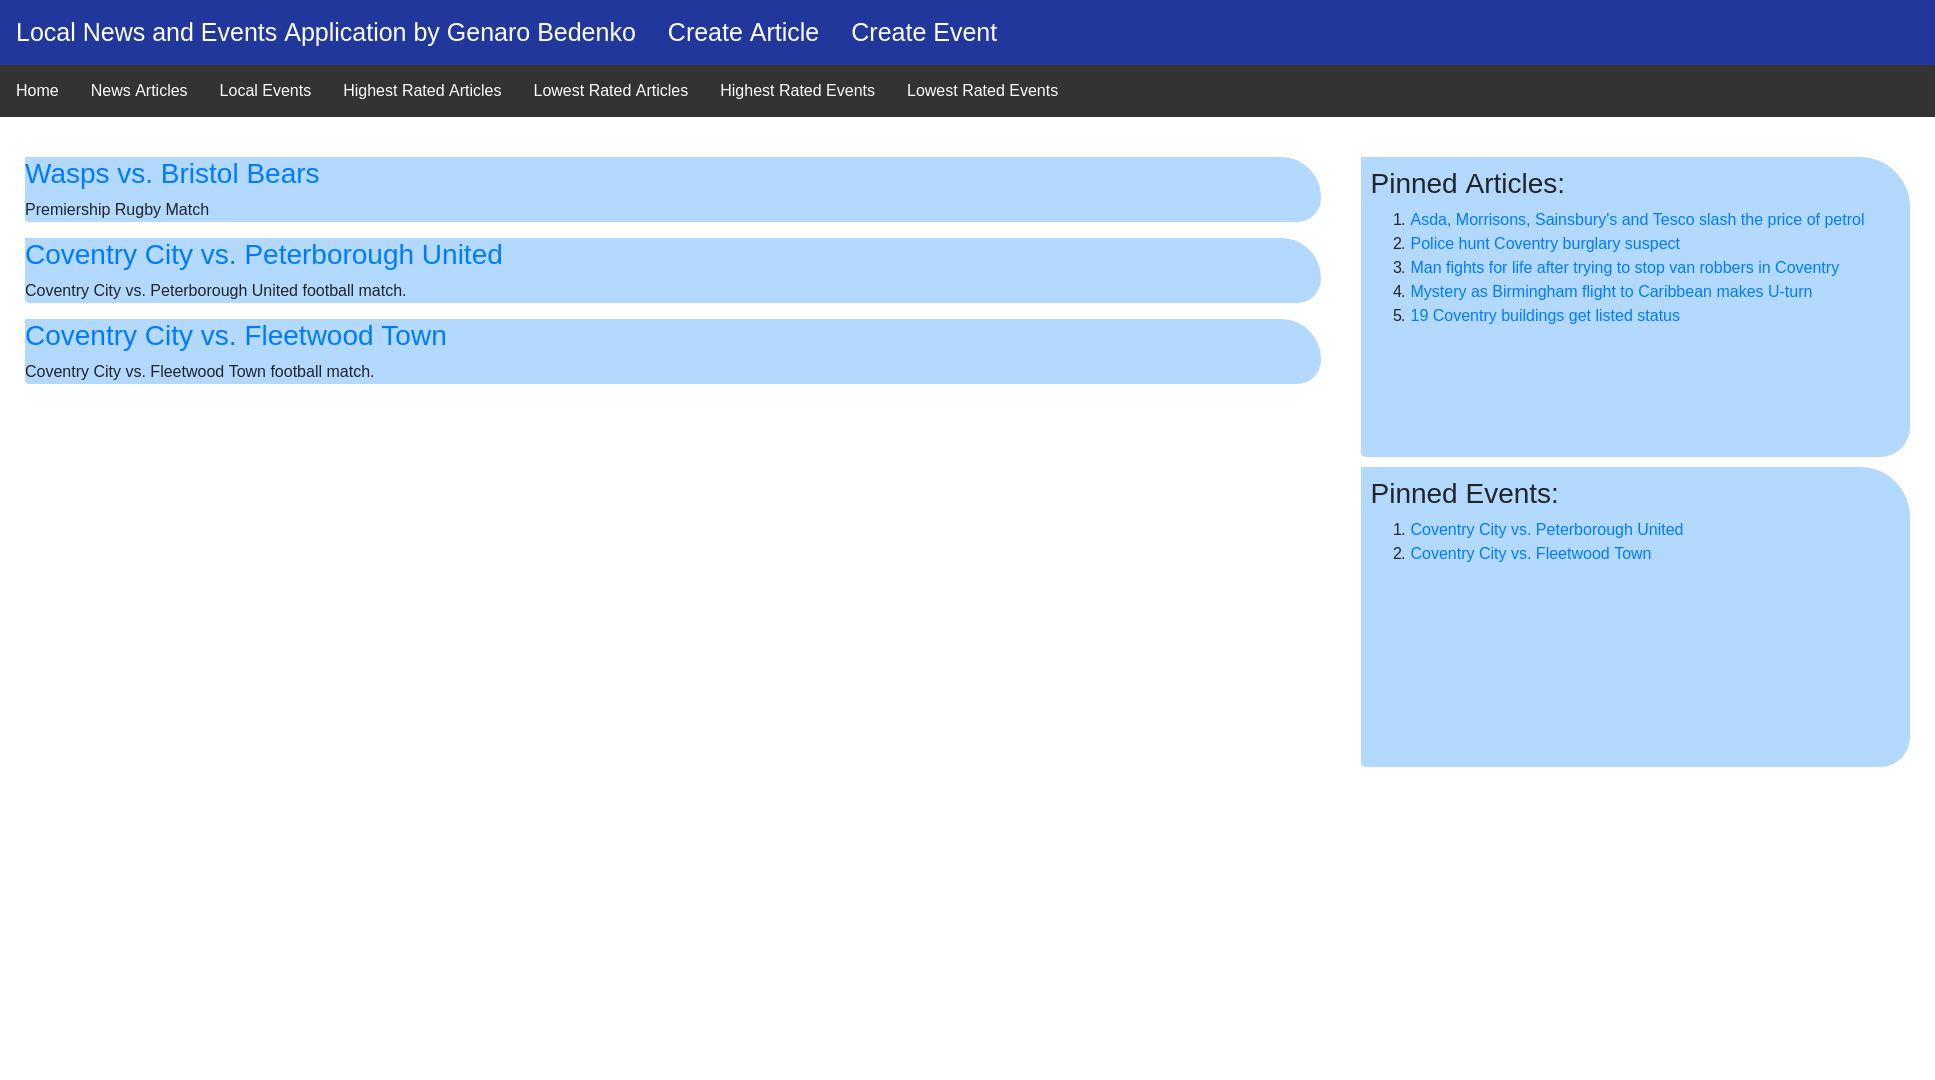 Local News and Events Application by Genaro Bedenko Create Article Create Event
Home News Articles Local Events Highest Rated Articles Lowest Rated Articles Highest Rated Events Lowest Rated Events
Wasps vs. Bristol Bears
Premiership Rugby Match
Coventry City vs. Peterborough United
Coventry City vs. Peterborough United football match.
Coventry City vs. Fleetwood Town
Coventry City vs. Fleetwood Town football match.
Pinned Articles:
1. Asda, Morrisons, Sainsbury's and Tesco slash the price of petrol
2. Police hunt Coventry burglary suspect
3. Man fights for life after trying to stop van robbers in Coventry
4. Mystery as Birmingham flight to Caribbean makes U-turn
5. 19 Coventry buildings get listed status
Pinned Events:
1. Coventry City vs. Peterborough United
2. Coventry City vs. Fleetwood Town